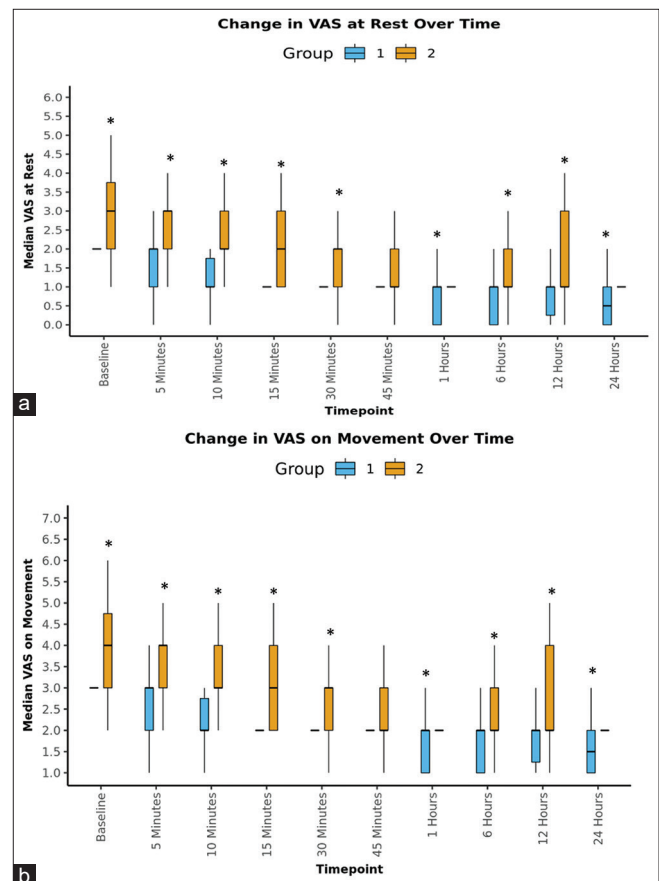 Change in VAS at Rest Over Time
Group 1 2
Median VAS at Rest
6.0
5.5
5.0
4.5
4.0
3.5
3.0
2.5
2.0
1.5
1.0
0.5
0.0
* * * * * * * * *
Baseline
5 Minutes
10 Minutes
15 Minutes
30 Minutes
45 Minutes
1 Hours
6 Hours
12 Hours
24 Hours
Timepoint
a
Change in VAS on Movement Over Time
Group 1 2
Median VAS on Movement
7.0
6.5
6.0
5.5
5.0
4.5
4.0
3.5
3.0
2.5
2.0
1.5
1.0
* * * * * * * * *
Baseline
5 Minutes
10 Minutes
15 Minutes
30 Minutes
45 Minutes
1 Hours
6 Hours
12 Hours
24 Hours
Timepoint
b